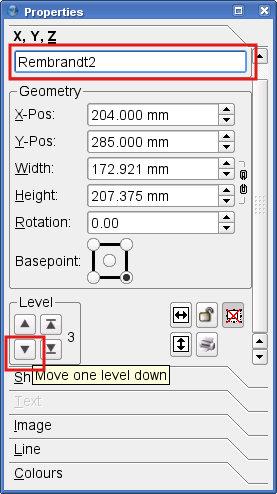 Properties
X, Y, Z
Rembrandt2
Geometry
X-Pos: 204.000 mm
Y-Pos: 285.000 mm
Width: 172.921 mm
Height: 207.375 mm
Rotation: 0.00
Basepoint:
Level
3
Sh
Move one level down
Text
Image
Line
Colours